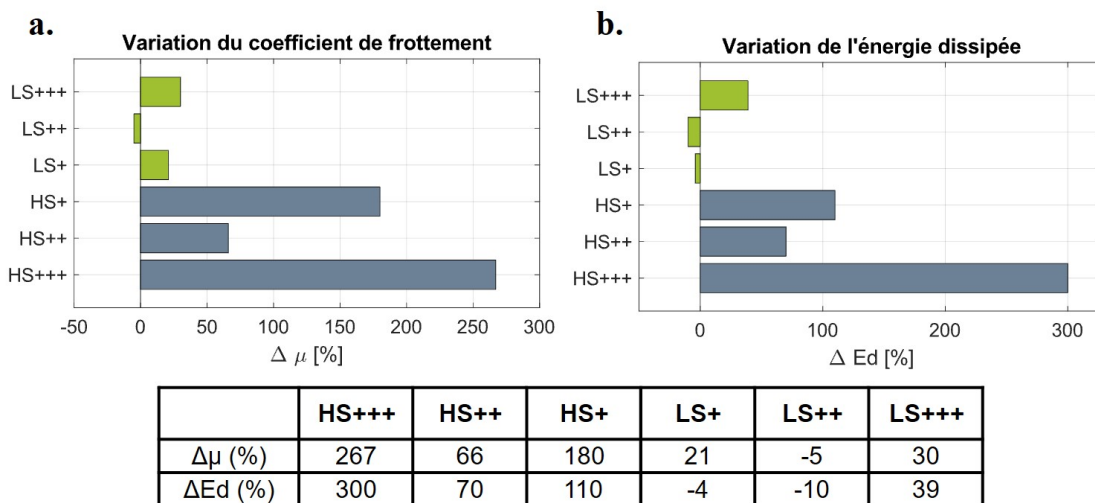 a.
Variation du coefficient de frottement
LS+++
LS++
LS+
HS+
HS++
HS+++
-50 0 50 100 150 200 250 300
Δ μ [%]
b.
Variation de l'énergie dissipée
LS+++
LS++
LS+
HS+
HS++
HS+++
0 100 200 300
Δ Ed [%]
HS+++ HS++ HS+ LS+ LS++ LS+++
Δμ (%) 267 66 180 21 -5 30
ΔEd (%) 300 70 110 -4 -10 39